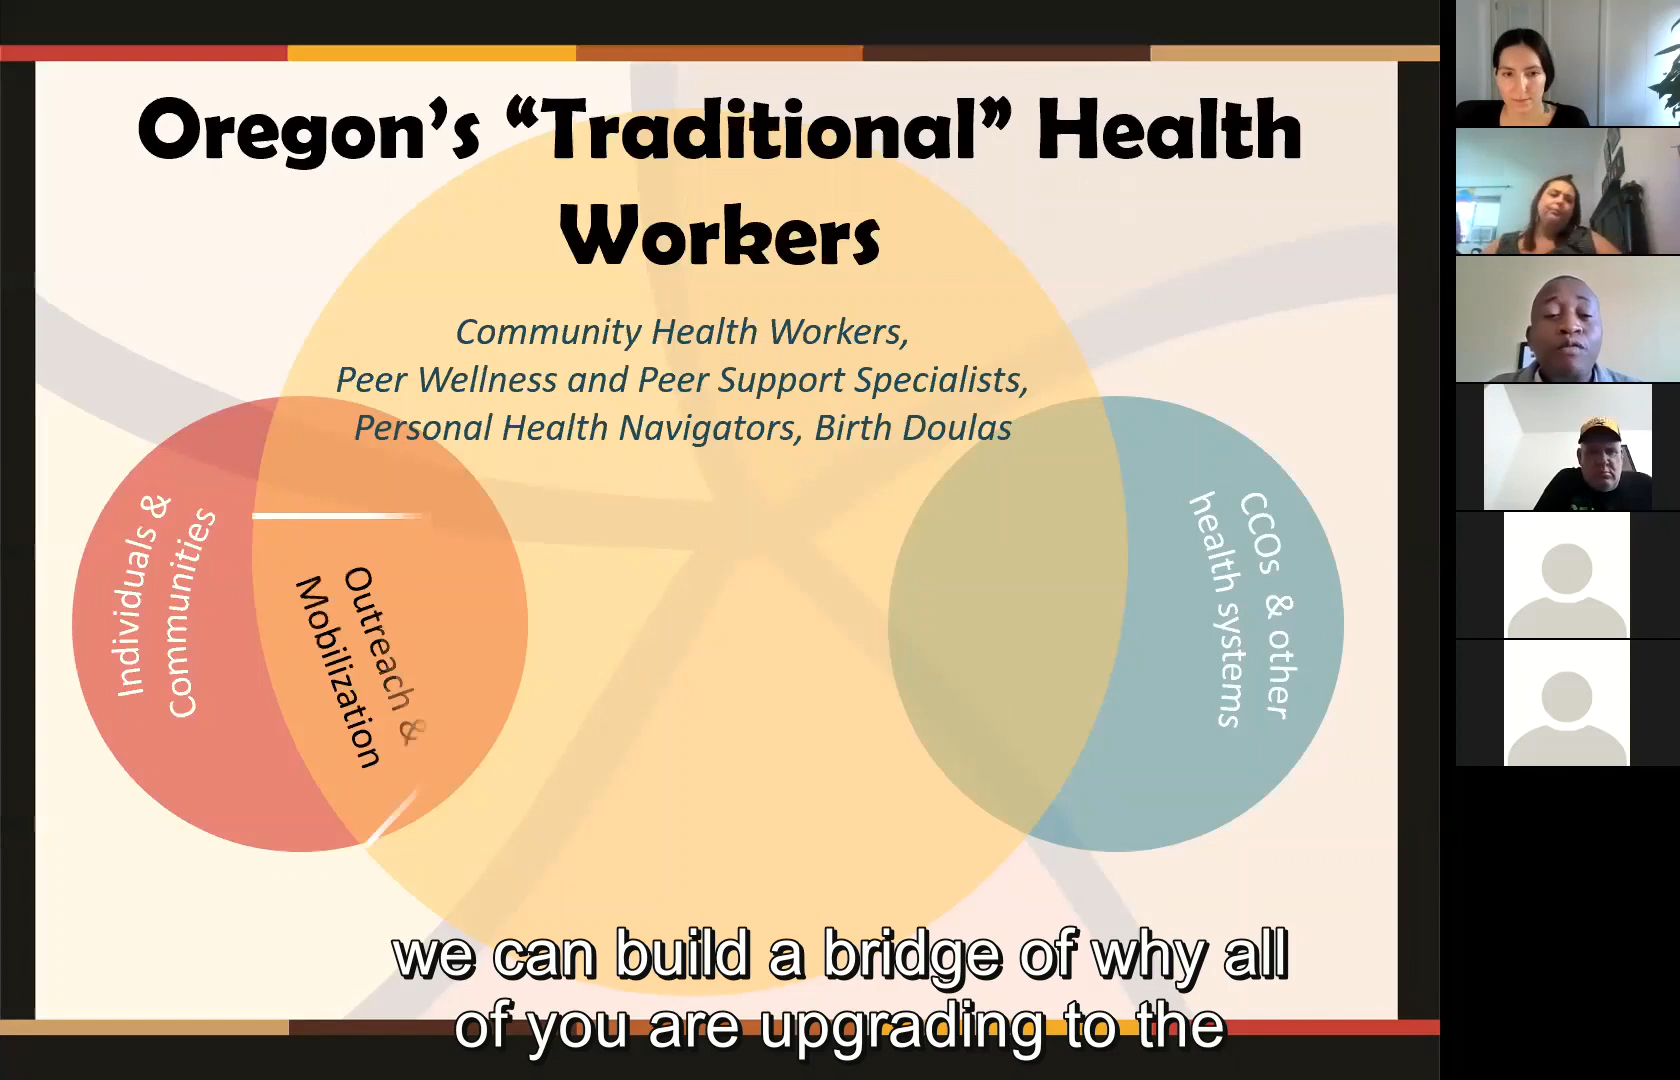 Oregon’s “Traditional” Health
Workers
Community Health Workers,
Peer Wellness and Peer Support Specialists,
Personal Health Navigators, Birth Doulas
Individuals &
Communities
Outreach &
Mobilization
CCOs & other
health systems
we can build a bridge of why all
of you are upgrading to the